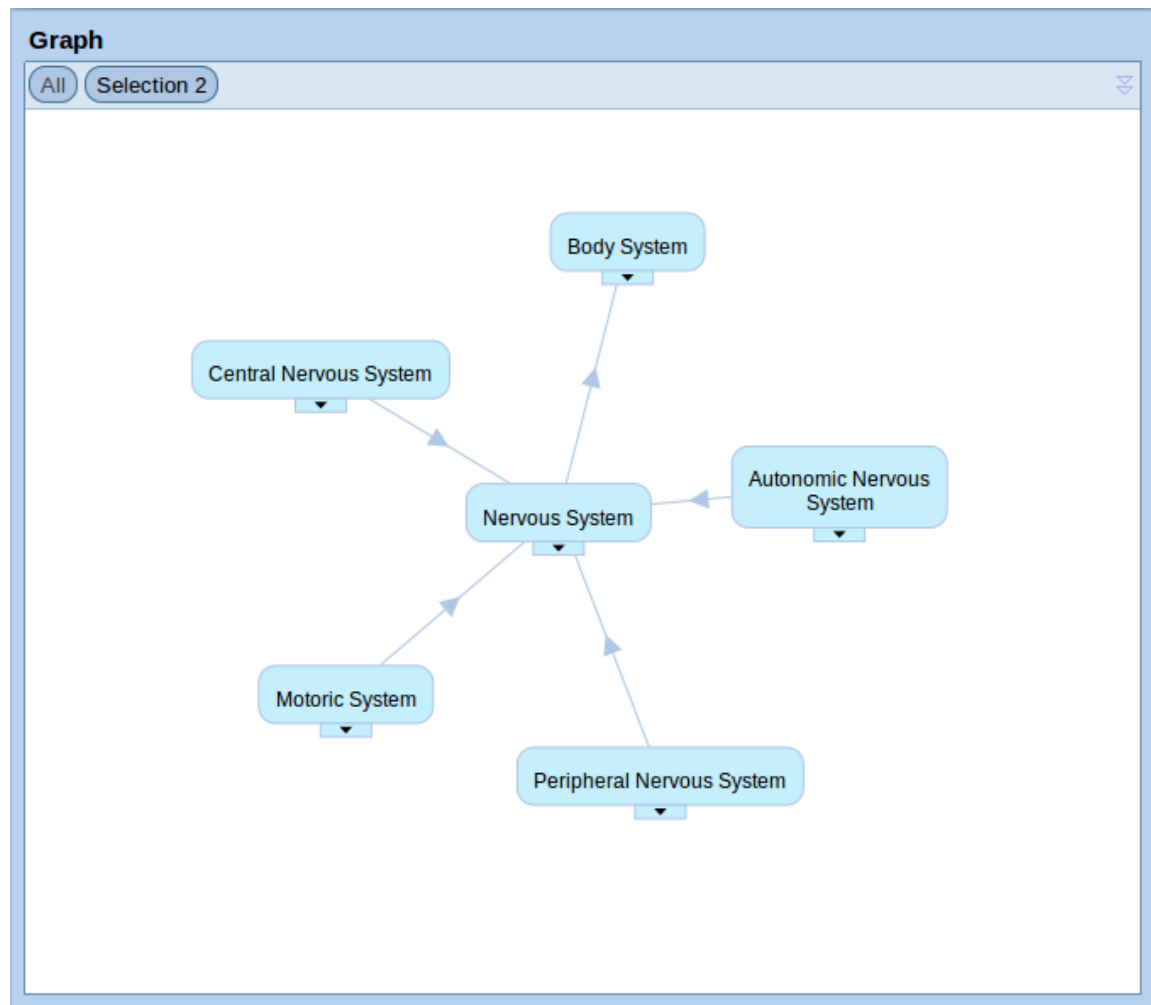 Graph
All
Selection 2
Body System
Central Nervous System
Autonomic Nervous
System
Nervous System
Motoric System
Peripheral Nervous System